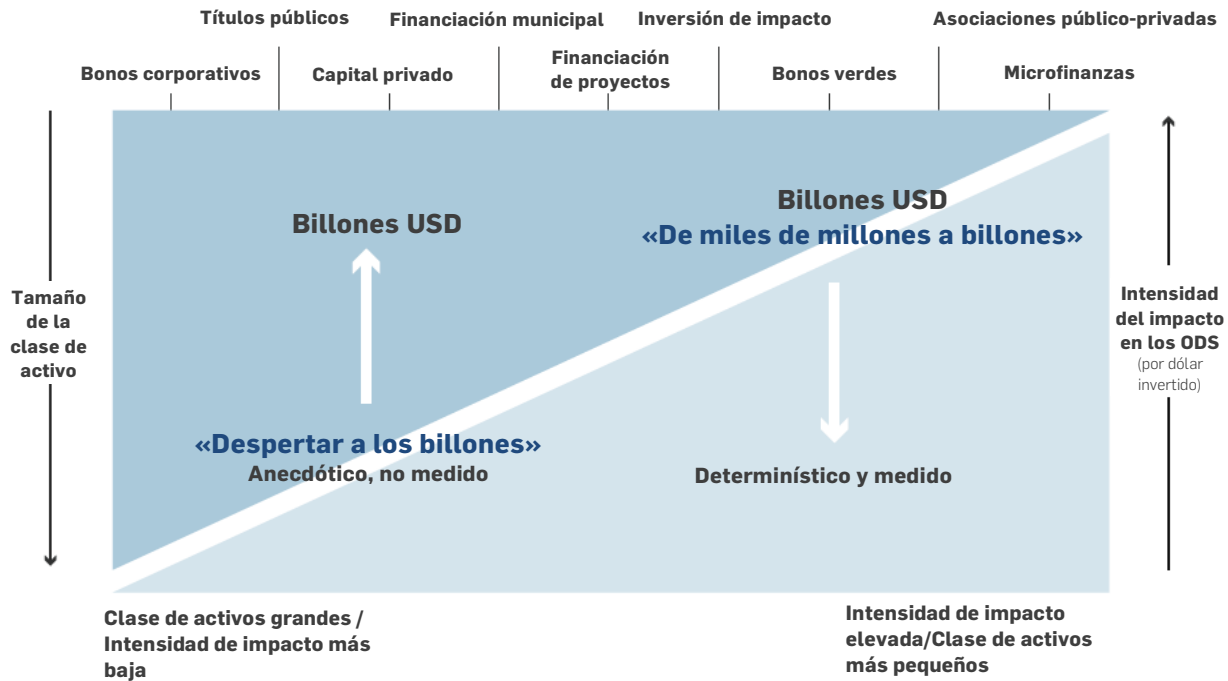 Títulos públicos
Financiación municipal
Inversión de impacto
Asociaciones público-privadas
Bonos corporativos
Capital privado
Financiación
de proyectos
Bonos verdes
Microfinanzas
Tamaño
de la
clase de
activo
Billones USD
«Despertar a los billones»
Anecdótico, no medido
Billones USD
«De miles de millones a billones»
Determinístico y medido
Intensidad
del impacto
en los ODS
(por dólar
invertido)
Clase de activos grandes /
Intensidad de impacto más
baja
Intensidad de impacto
elevada/Clase de activos
más pequeños